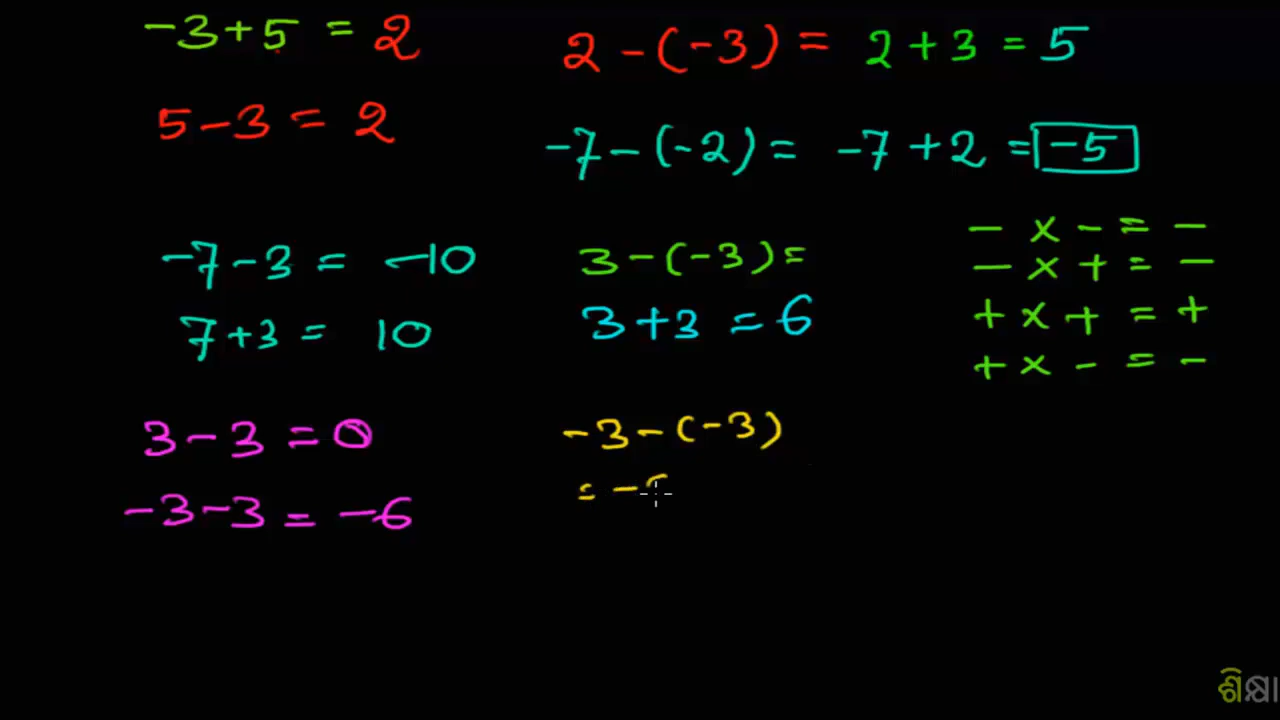 -3+5 = 2
5-3 = 2
2-(-3) = 2+3 = 5
-7-(-2) = -7+2 = -5
-7-3 = -10
7+3 = 10
3-(-3) =
3+3 = 6
- x - = -
- x + = -
+ x + = +
+ x - = -
3-3 = 0
-3-3 = -6
-3-(-3)
= -
ଶିକ୍ଷା